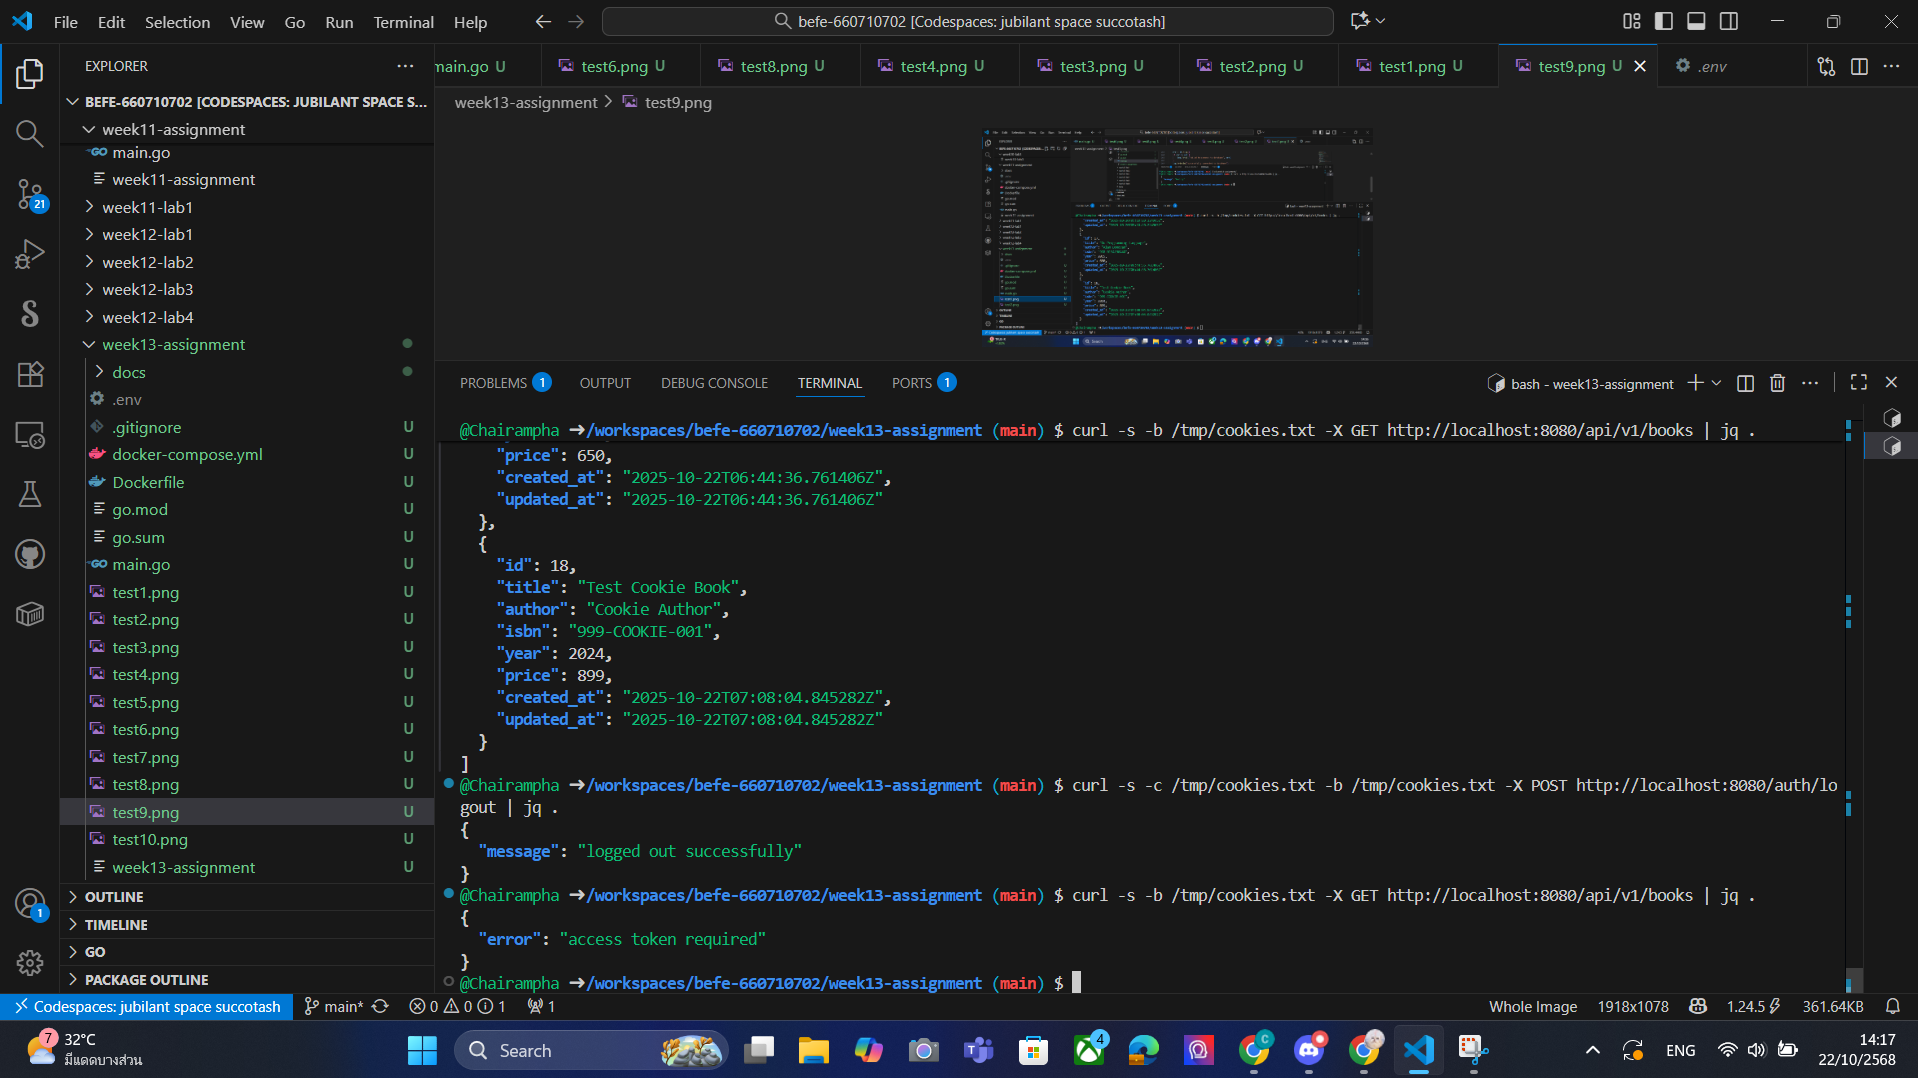 File Edit Selection View Go Run Terminal Help
befe-660710702 [Codespaces: jubilant space succotash]
EXPLORER
BEFE-660710702 [CODESPACES: JUBILANT SPACE S...
week11-assignment
main.go
week11-assignment
week11-lab1
week12-lab1
week12-lab2
week12-lab3
week12-lab4
week13-assignment
docs
.env
.gitignore U
docker-compose.yml U
Dockerfile U
go.mod U
go.sum U
main.go U
test1.png U
test2.png U
test3.png U
test4.png U
test5.png U
test6.png U
test7.png U
test8.png U
test9.png U
test10.png U
week13-assignment U
OUTLINE
TIMELINE
GO
PACKAGE OUTLINE
21
1
main.go U test6.png U test8.png U test4.png U test3.png U test2.png U test1.png U test9.png U .env
week13-assignment > test9.png
PROBLEMS 1 OUTPUT DEBUG CONSOLE TERMINAL PORTS 1 bash - week13-assignment
@Chairampha ➜/workspaces/befe-660710702/week13-assignment (main) $ curl -s -b /tmp/cookies.txt -X GET http://localhost:8080/api/v1/books | jq .
"price": 650,
"created_at": "2025-10-22T06:44:36.761406Z",
"updated_at": "2025-10-22T06:44:36.761406Z"
},
{
"id": 18,
"title": "Test Cookie Book",
"author": "Cookie Author",
"isbn": "999-COOKIE-001",
"year": 2024,
"price": 899,
"created_at": "2025-10-22T07:08:04.845282Z",
"updated_at": "2025-10-22T07:08:04.845282Z"
}
]
@Chairampha ➜/workspaces/befe-660710702/week13-assignment (main) $ curl -s -c /tmp/cookies.txt -b /tmp/cookies.txt -X POST http://localhost:8080/auth/lo
gout | jq .
{
"message": "logged out successfully"
}
@Chairampha ➜/workspaces/befe-660710702/week13-assignment (main) $ curl -s -b /tmp/cookies.txt -X GET http://localhost:8080/api/v1/books | jq .
{
"error": "access token required"
}
@Chairampha ➜/workspaces/befe-660710702/week13-assignment (main) $
Codespaces: jubilant space succotash main* 0 0 1 1 Whole Image 1918x1078 1.24.5 361.64KB
7 32°C
มีแดดบางส่วน
Search
4
C
ENG
14:17
22/10/2568